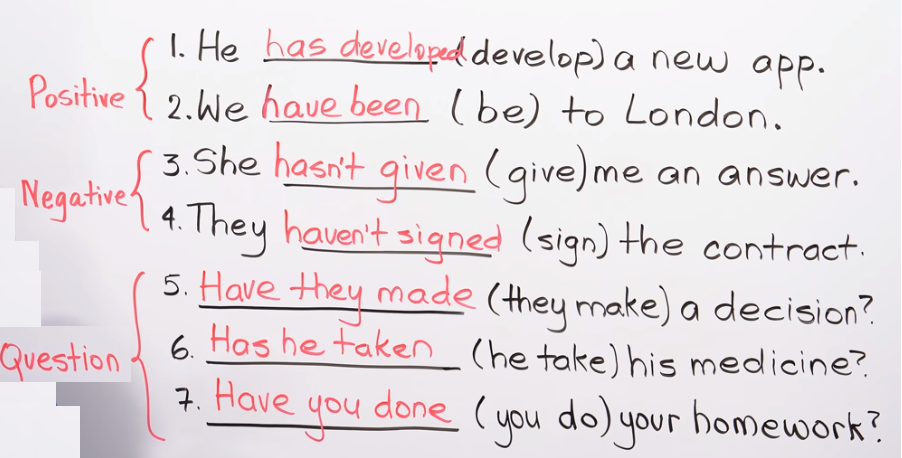 1. He has developed (develop) a new app.
Positive
2. We have been (be) to London.
3. She hasn't given (give) me an answer.
Negative
4. They haven't signed (sign) the contract.
5. Have they made (they make) a decision?
Question
6. Has he taken (he take) his medicine?
7. Have you done (you do) your homework?